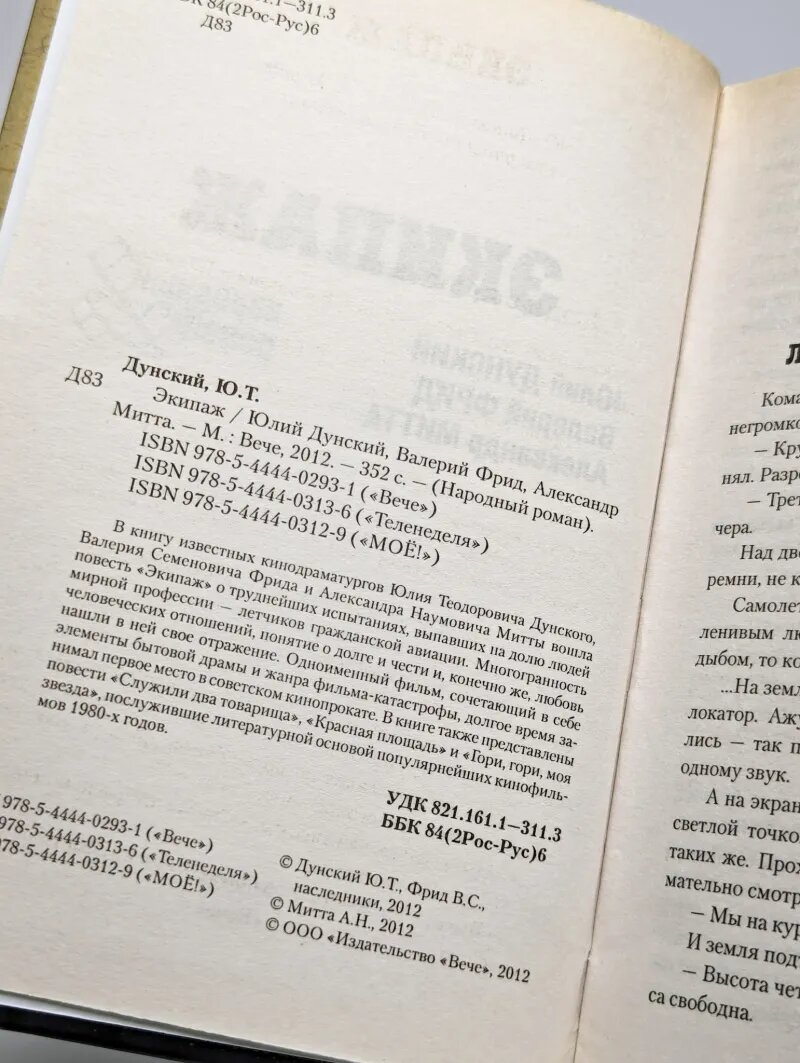 821.161.1—311.3
БК 84(2Рос-Рус)6
Д83
Дунский, Ю.Т.
Д83
Экипаж / Юлий Дунский, Валерий Фрид, Александр
Митта. — М. : Вече, 2012. — 352 с. — (Народный роман).
ISBN 978-5-4444-0293-1 («Вече»)
ISBN 978-5-4444-0313-6 («Теленеделя»)
ISBN 978-5-4444-0312-9 («МОЁ!»)
В книгу известных кинодраматургов Юлия Теодоровича Дунского,
Валерия Семеновича Фрида и Александра Наумовича Митты вошла
повесть «Экипаж» о труднейших испытаниях, выпавших на долю людей
мирной профессии — летчиков гражданской авиации. Многогранность
человеческих отношений, понятие о долге и чести и, конечно же, любовь
нашли в ней свое отражение. Одноименный фильм, сочетающий в себе
элементы бытовой драмы и жанра фильма-катастрофы, долгое время за-
нимал первое место в советском кинопрокате. В книге также представлены
повести «Служили два товарища», «Красная площадь» и «Гори, гори, моя
звезда», послужившие литературной основой популярнейших кинофиль-
мов 1980-х годов.
УДК 821.161.1—311.3
ББК 84(2Рос-Рус)6
978-5-4444-0293-1 («Вече»)
978-5-4444-0313-6 («Теленеделя»)
78-5-4444-0312-9 («МОЁ!»)
© Дунский Ю.Т., Фрид В.С.,
наследники, 2012
© Митта А.Н., 2012
© ООО «Издательство «Вече», 2012
Л
Кома
негромко
— Кру
нял. Разре
— Трет
чера.
Над дво
ремни, не к
Самолет
ленивым лю
дыбом, то ко
...На земл
локатор. Ажу
лись — так п
одному звук.
А на экран
светлой точко
таких же. Прох
мательно смотр
— Мы на кур
И земля подт
— Высота чет
са свободна.